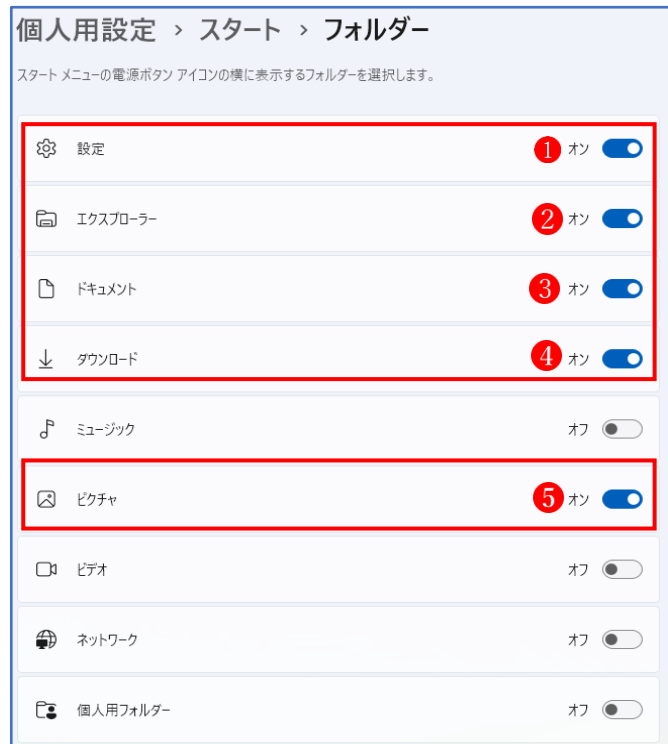 個人用設定 › スタート › フォルダー
スタート メニューの電源ボタン アイコンの横に表示するフォルダーを選択します。
設定 1 オン
エクスプローラー 2 オン
ドキュメント 3 オン
ダウンロード 4 オン
ミュージック オフ
ピクチャ 5 オン
ビデオ オフ
ネットワーク オフ
個人用フォルダー オフ